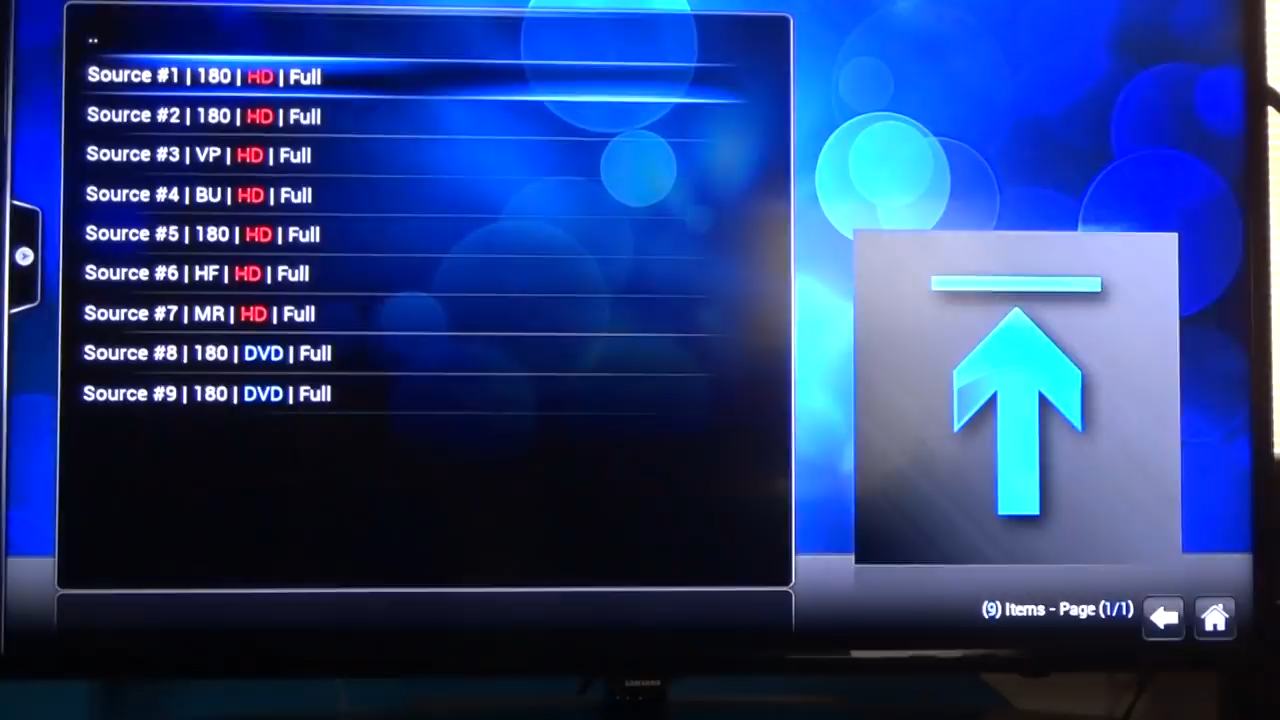 ..
Source #1 | 180 | HD | Full
Source #2 | 180 | HD | Full
Source #3 | VP | HD | Full
Source #4 | BU | HD | Full
Source #5 | 180 | HD | Full
Source #6 | HF | HD | Full
Source #7 | MR | HD | Full
Source #8 | 180 | DVD | Full
Source #9 | 180 | DVD | Full
(9) Items - Page (1/1)
SAMSUNG